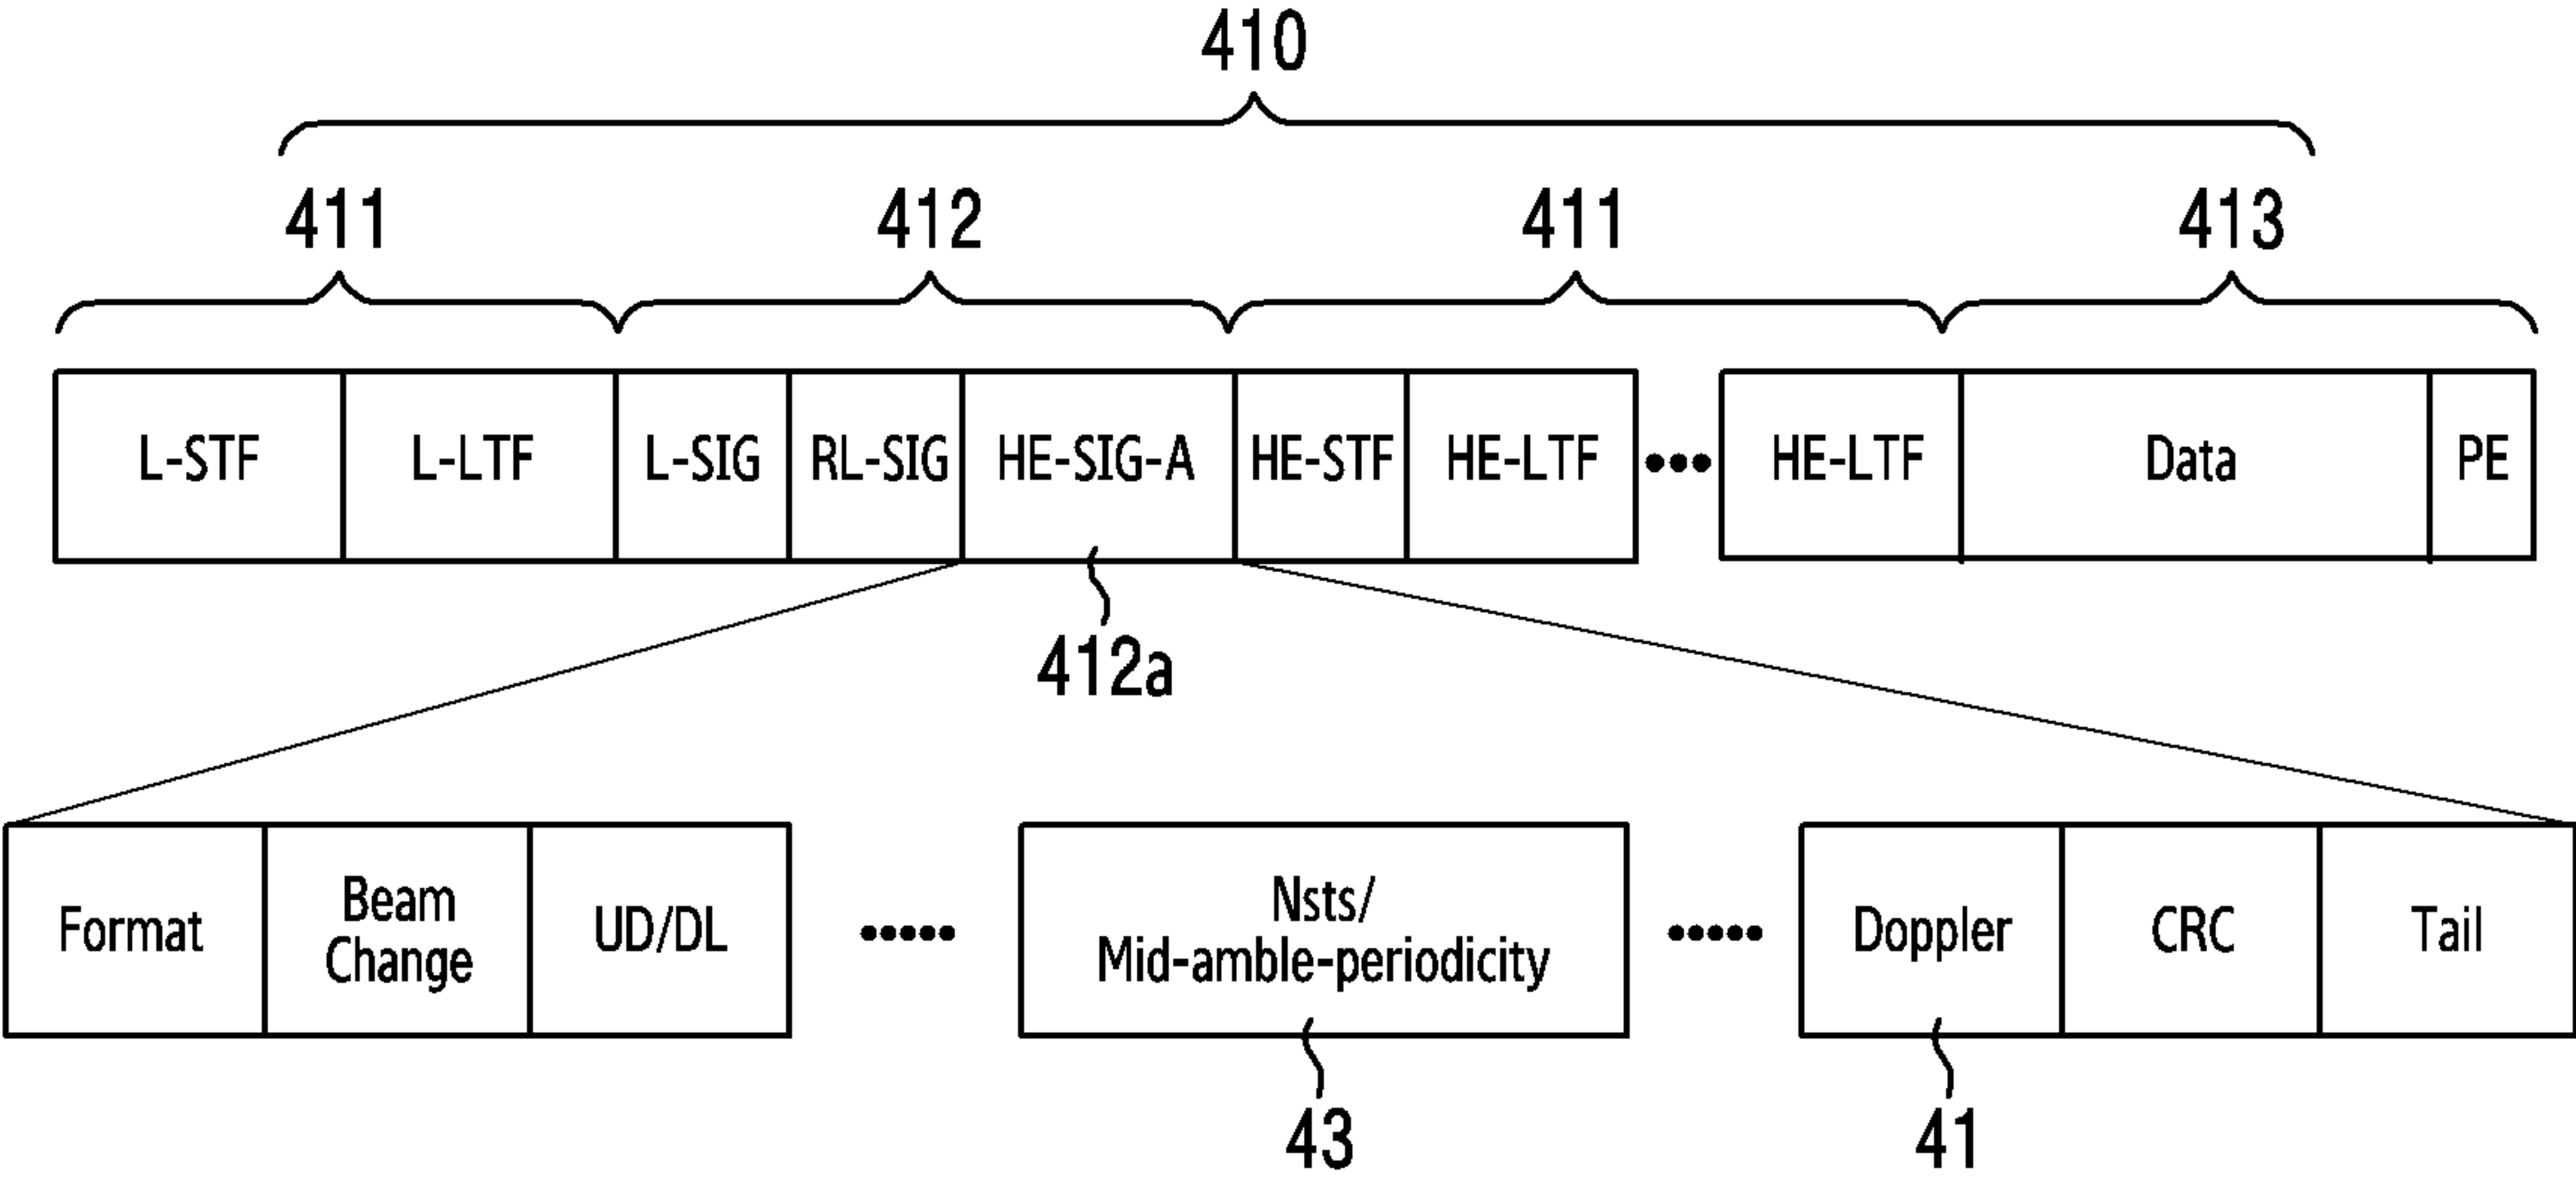 410
411 412 411 413
L-STF L-LTF L-SIG RL-SIG HE-SIG-A HE-STF HE-LTF ••• HE-LTF Data PE
412a
Format Beam Change UD/DL ••••• Nsts/ Mid-amble-periodicity ••••• Doppler CRC Tail
43 41